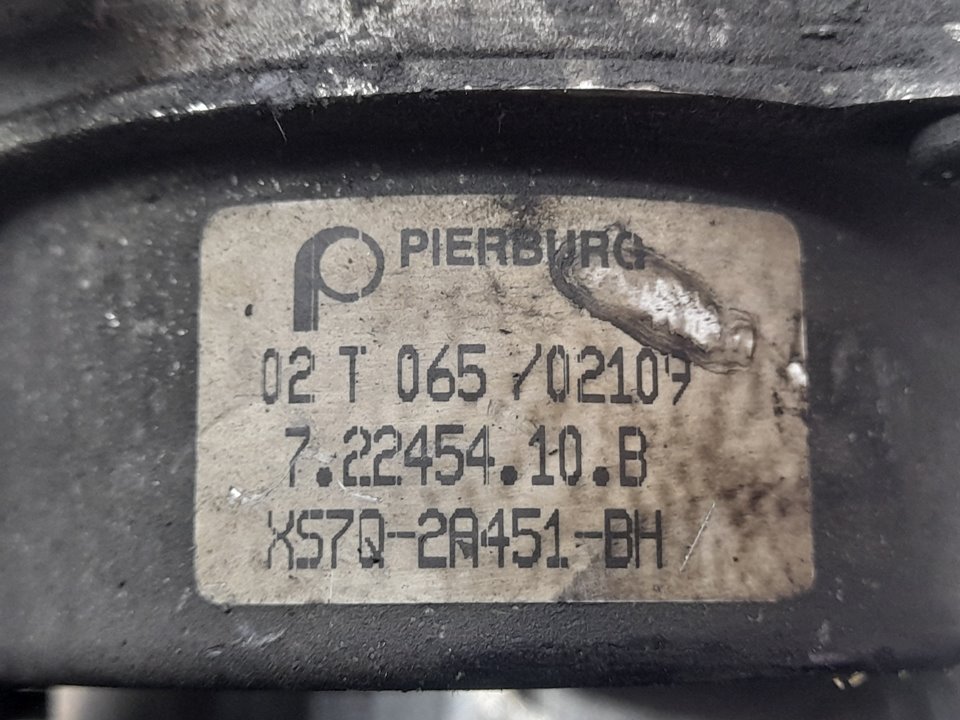 PIERBURG
02 T 065 /02109
7.22454.10.B
XS7Q-2A451-BH